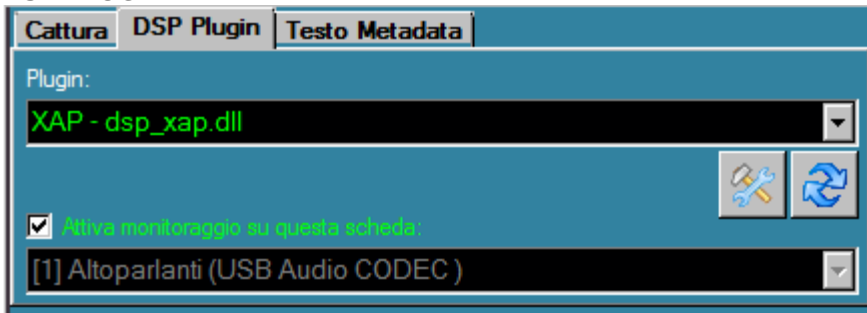 Cattura DSP Plugin Testo Metadata
Plugin:
XAP - dsp_xap.dll
Attiva monitoraggio su questa scheda:
[1] Altoparlanti (USB Audio CODEC )